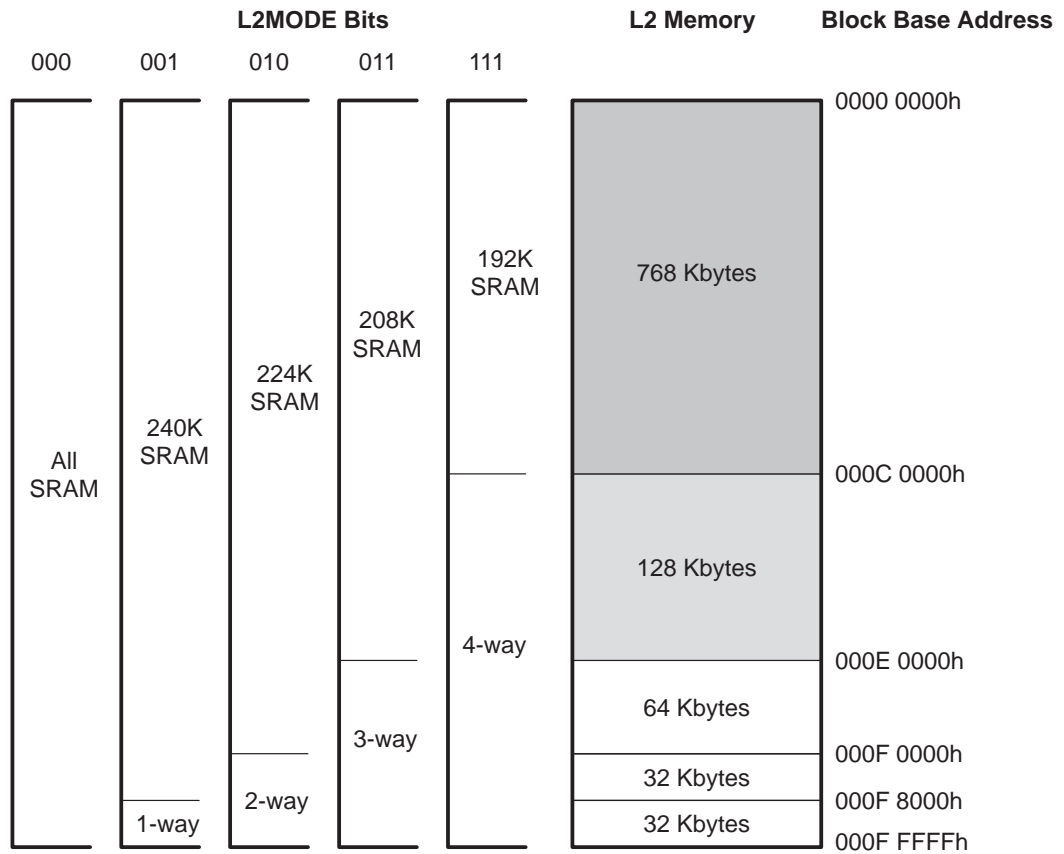 L2MODE Bits L2 Memory Block Base Address
000 001 010 011 111
0000 0000h
192K
SRAM
768 Kbytes
208K
SRAM
224K
SRAM
240K
SRAM
All
SRAM
000C 0000h
128 Kbytes
4-way
000E 0000h
64 Kbytes
3-way
000F 0000h
32 Kbytes
2-way
000F 8000h
1-way
32 Kbytes
000F FFFFh